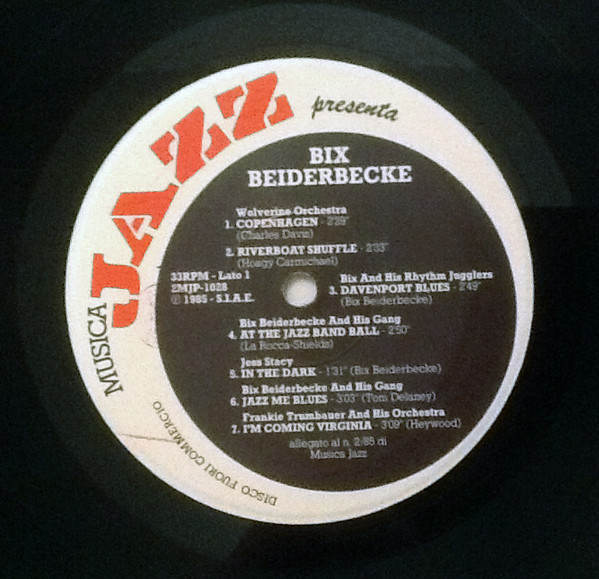 MUSICA JAZZ presenta
BIX
BEIDERBECKE
Wolverine Orchestra
1. COPENHAGEN - 2'29"
(Charles Davis)
2. RIVERBOAT SHUFFLE - 2'33"
(Hoagy Carmichael)
33RPM - Lato 1
2MJP-1028
℗ 1985 - S.I.A.E.
Bix And His Rhythm Jugglers
3. DAVENPORT BLUES - 2'49"
(Bix Beiderbecke)
Bix Beiderbecke And His Gang
4. AT THE JAZZ BAND BALL - 2'50"
(La Rocca-Shields)
Jess Stacy
5. IN THE DARK - 1'31" (Bix Beiderbecke)
Bix Beiderbecke And His Gang
6. JAZZ ME BLUES - 3'03" (Tom Delaney)
Frankie Trumbauer And His Orchestra
7. I'M COMING VIRGINIA - 3'09" (Heywood)
allegato al n. 2/85 di
Musica Jazz
DISCO FUORI COMMERCIO